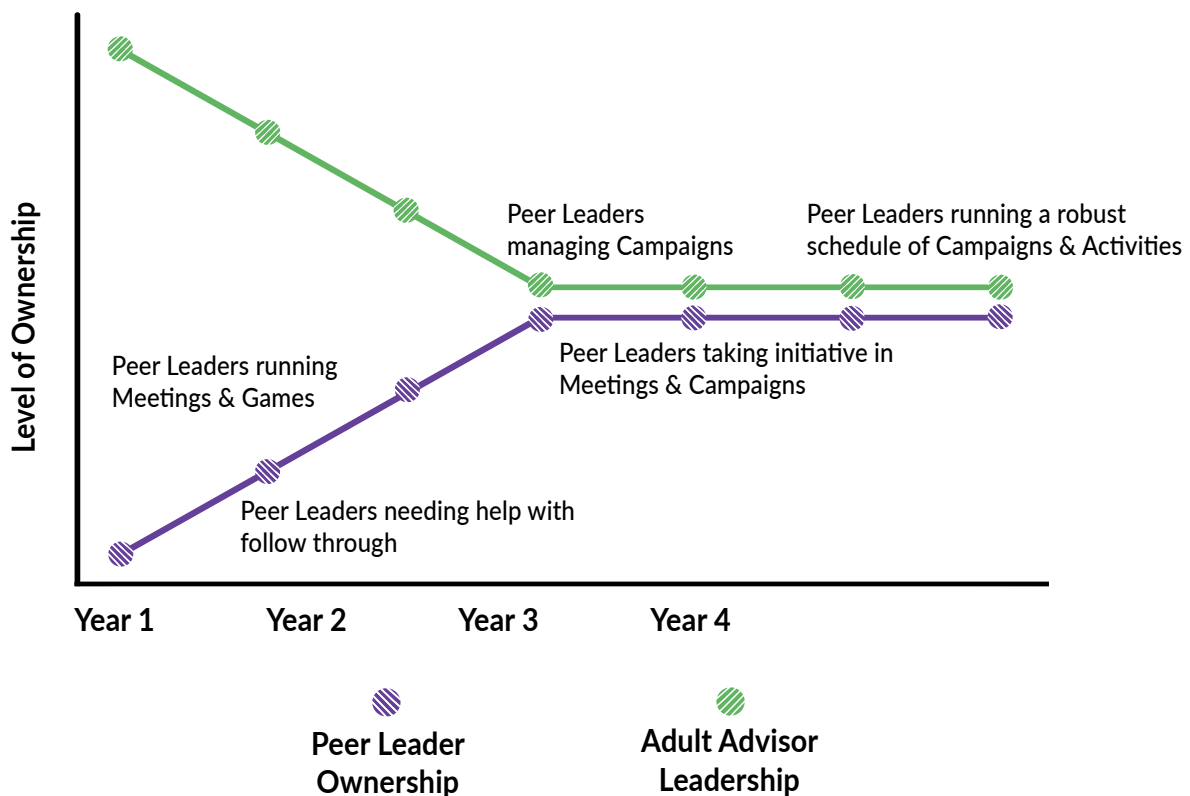 Level of Ownership
Peer Leaders
managing Campaigns
Peer Leaders running a robust
schedule of Campaigns & Activities
Peer Leaders running
Meetings & Games
Peer Leaders taking initiative in
Meetings & Campaigns
Peer Leaders needing help with
follow through
Year 1
Year 2
Year 3
Year 4
Peer Leader
Ownership
Adult Advisor
Leadership